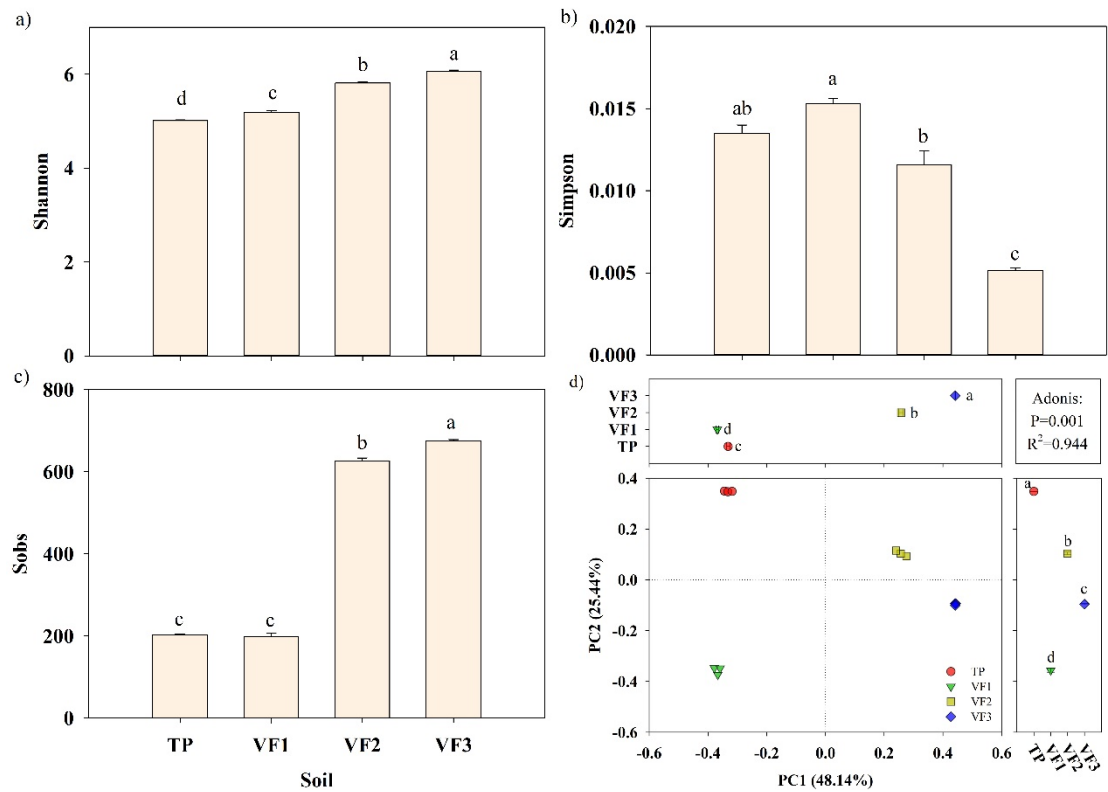 a)
Shannon
6
4
2
0
d
c
b
a
b)
Simpson
0.020
0.015
0.010
0.005
0.000
ab
a
b
c
c)
Sobs
800
600
400
200
0
c
c
b
a
TP
VF1
VF2
VF3
Soil
d)
VF3
VF2
VF1
TP
a
b
d
c
Adonis:
P=0.001
R²=0.944
PC2 (25.44%)
0.4
0.2
0.0
-0.2
-0.4
-0.6
TP
VF1
VF2
VF3
-0.6
-0.4
-0.2
0.0
0.2
0.4
0.6
PC1 (48.14%)
a
b
c
d
TP
VF1
VF2
VF3